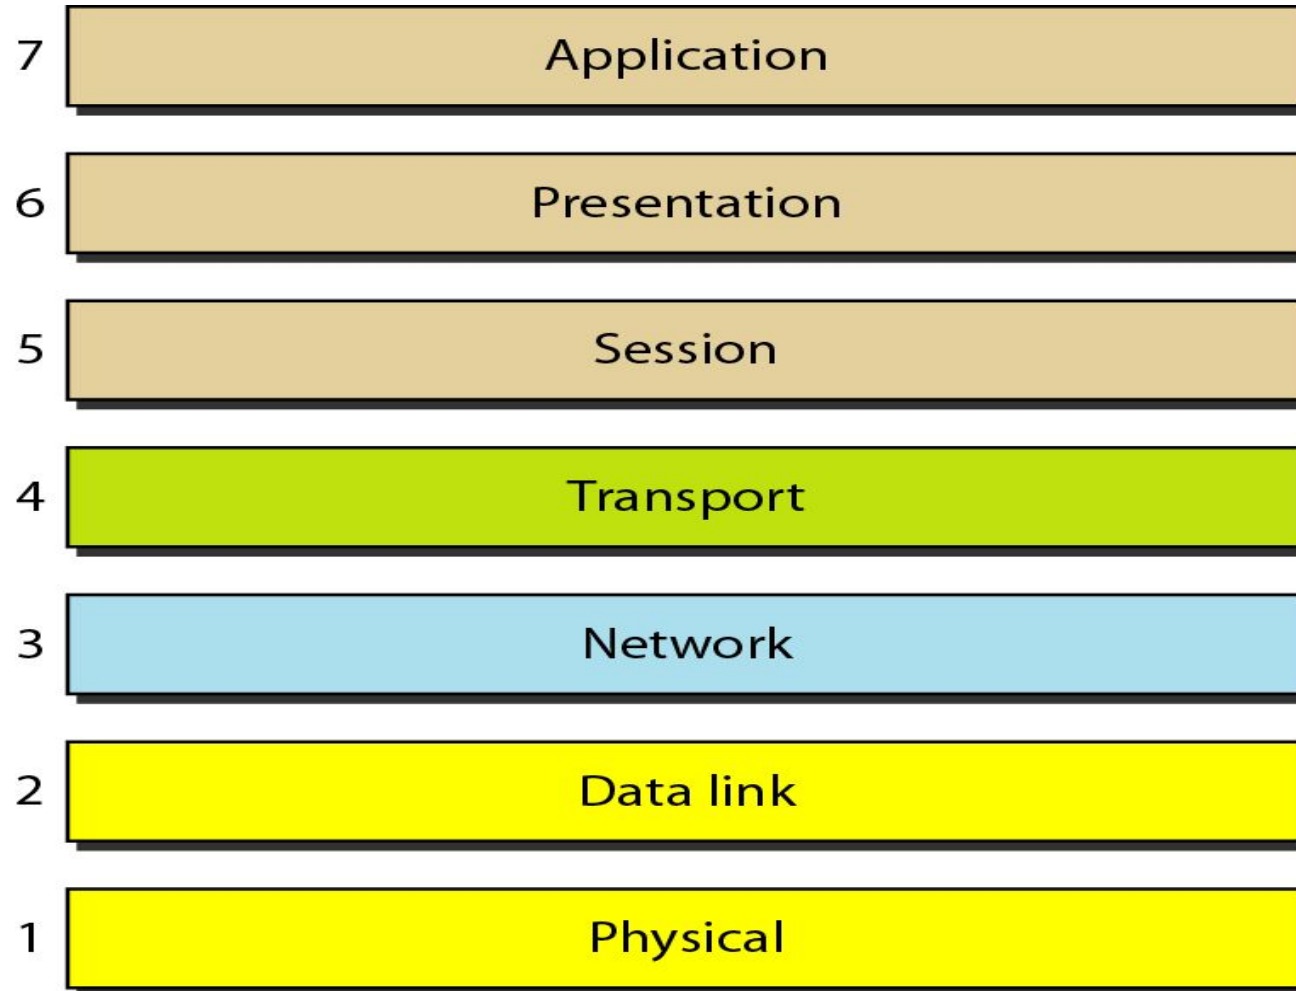 7 Application
6 Presentation
5 Session
4 Transport
3 Network
2 Data link
1 Physical